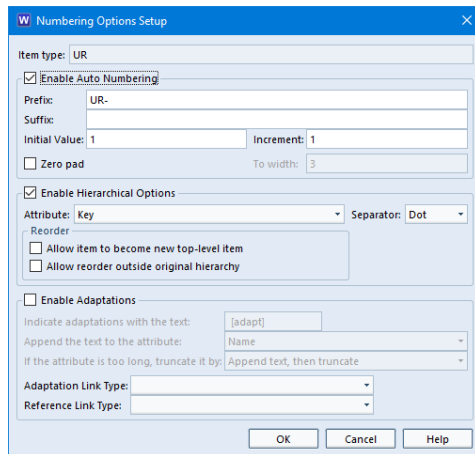 W Numbering Options Setup
Item type: UR
Enable Auto Numbering
Prefix: UR-
Suffix:
Initial Value: 1 Increment: 1
Zero pad To width: 3
Enable Hierarchical Options
Attribute: Key Separator: Dot
Reorder
Allow item to become new top-level item
Allow reorder outside original hierarchy
Enable Adaptations
Indicate adaptations with the text: [adapt]
Append the text to the attribute: Name
If the attribute is too long, truncate it by: Append text, then truncate
Adaptation Link Type:
Reference Link Type:
OK Cancel Help